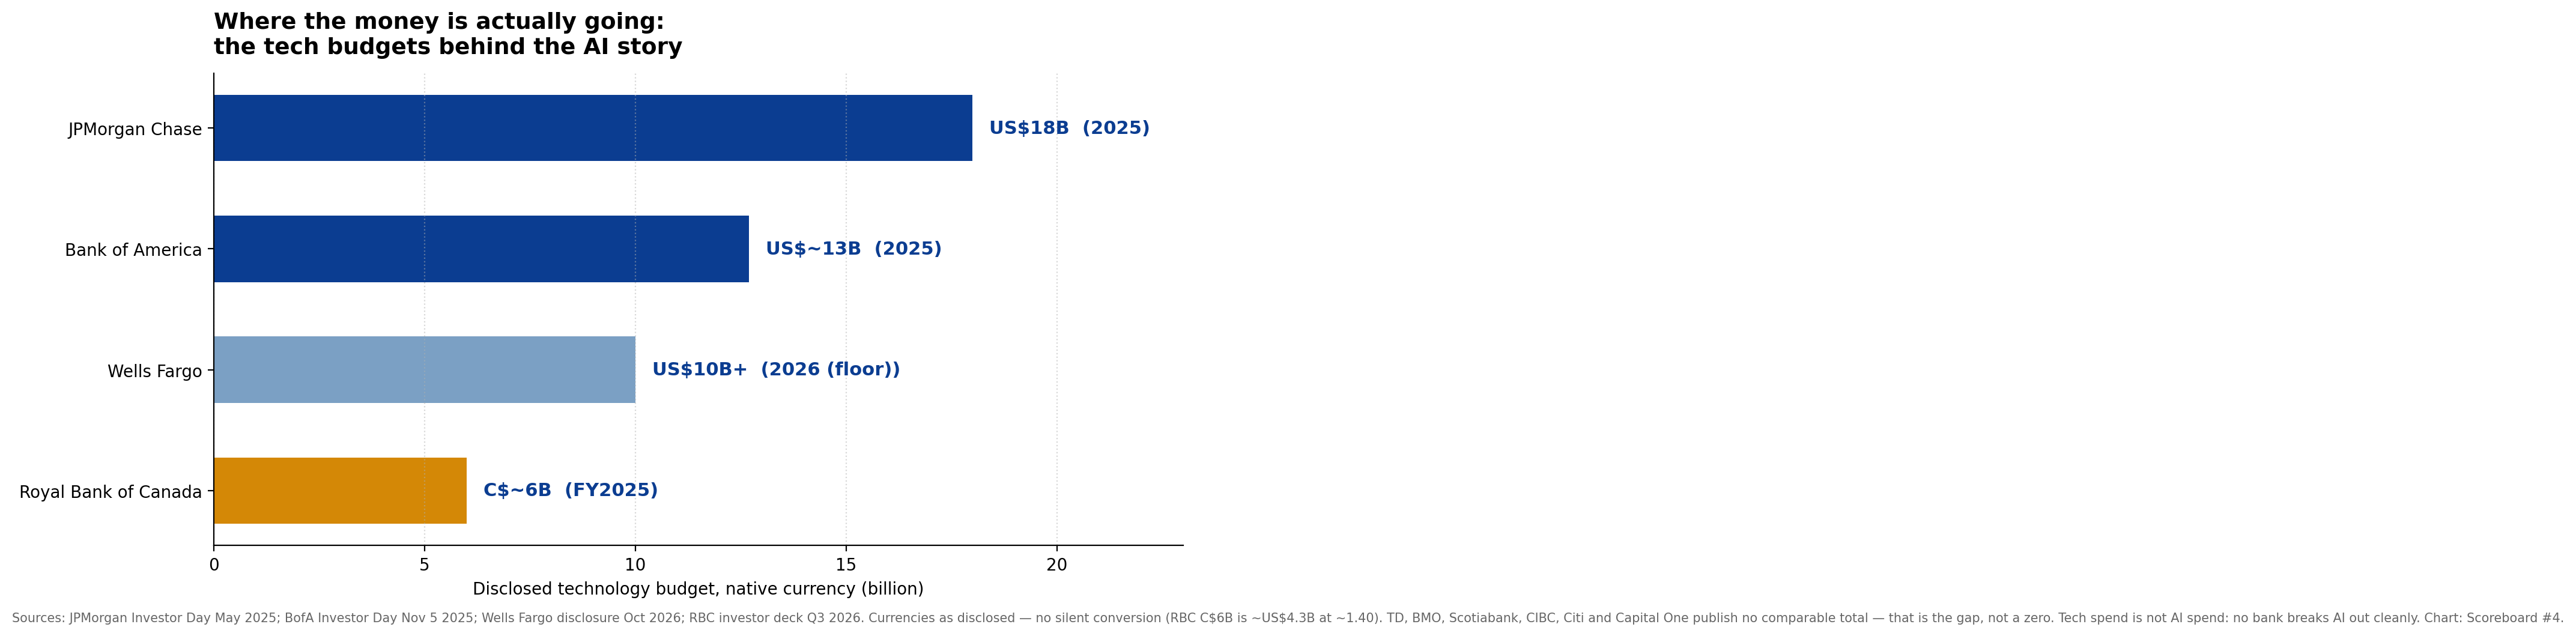 Where the money is actually going:
the tech budgets behind the AI story
JPMorgan Chase
US$18B (2025)
Bank of America
US$~13B (2025)
Wells Fargo
US$10B+ (2026 (floor))
Royal Bank of Canada
C$~6B (FY2025)
0 5 10 15 20
Disclosed technology budget, native currency (billion)
Sources: JPMorgan Investor Day May 2025; BofA Investor Day Nov 5 2025; Wells Fargo disclosure Oct 2026; RBC investor deck Q3 2026. Currencies as disclosed — no silent conversion (RBC C$6B is ~US$4.3B at ~1.40). TD, BMO, Scotiabank, CIBC, Citi and Capital One publish no comparable total — that is the gap, not a zero. Tech spend is not AI spend: no bank breaks AI out cleanly. Chart: Scoreboard #4.